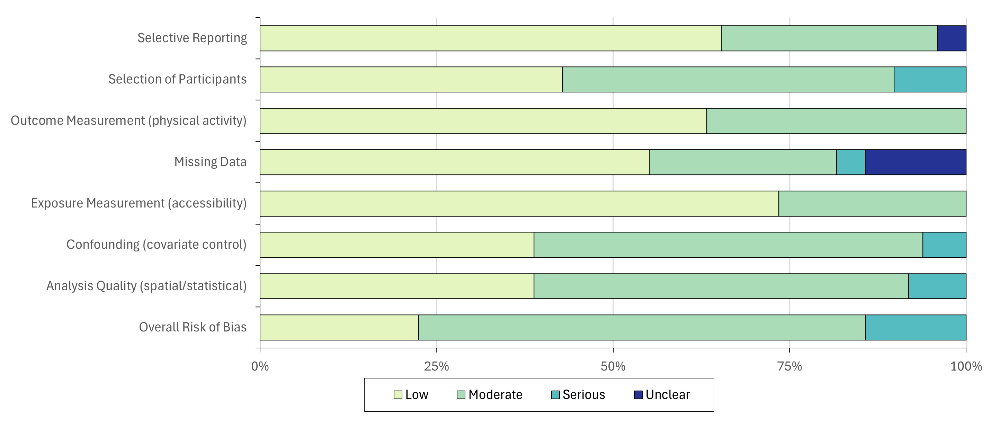 Selective Reporting
Selection of Participants
Outcome Measurement (physical activity)
Missing Data
Exposure Measurement (accessibility)
Confounding (covariate control)
Analysis Quality (spatial/statistical)
Overall Risk of Bias
0% 25% 50% 75% 100%
Low Moderate Serious Unclear